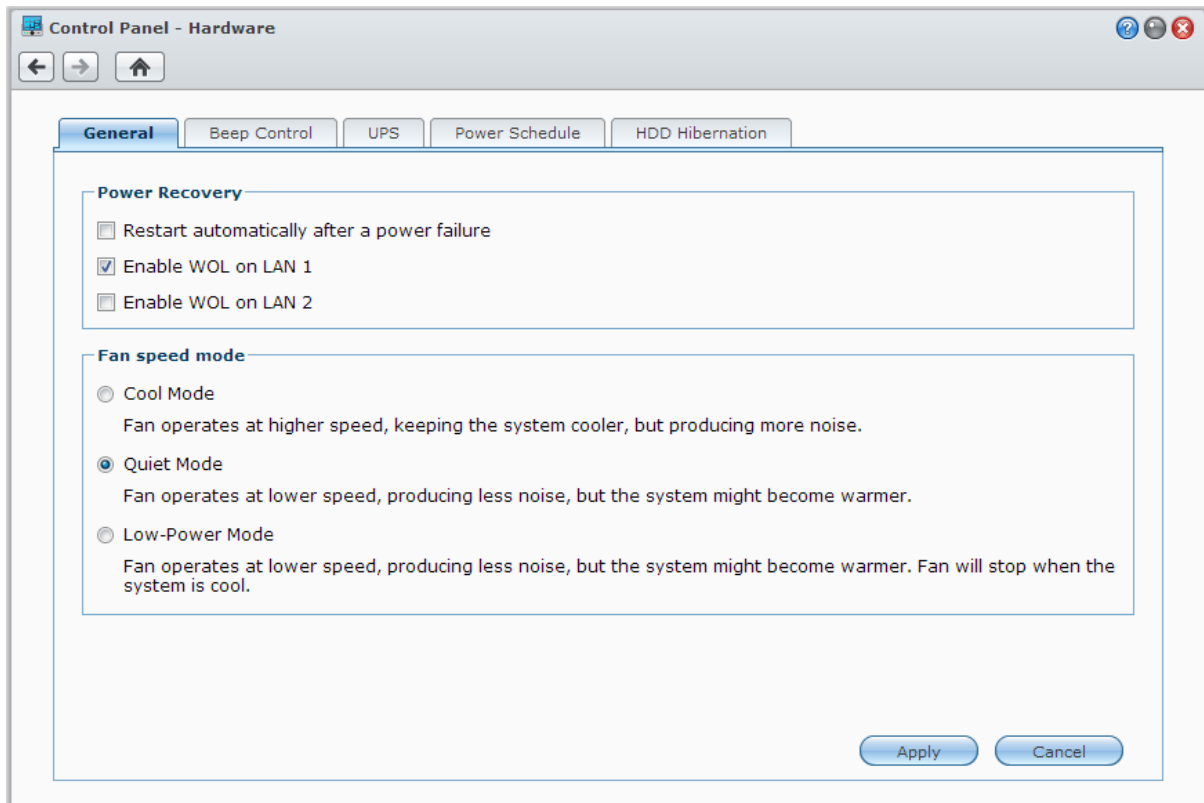 Control Panel - Hardware
General
Beep Control
UPS
Power Schedule
HDD Hibernation
Power Recovery
Restart automatically after a power failure
Enable WOL on LAN 1
Enable WOL on LAN 2
Fan speed mode
Cool Mode
Fan operates at higher speed, keeping the system cooler, but producing more noise.
Quiet Mode
Fan operates at lower speed, producing less noise, but the system might become warmer.
Low-Power Mode
Fan operates at lower speed, producing less noise, but the system might become warmer. Fan will stop when the
system is cool.
Apply
Cancel